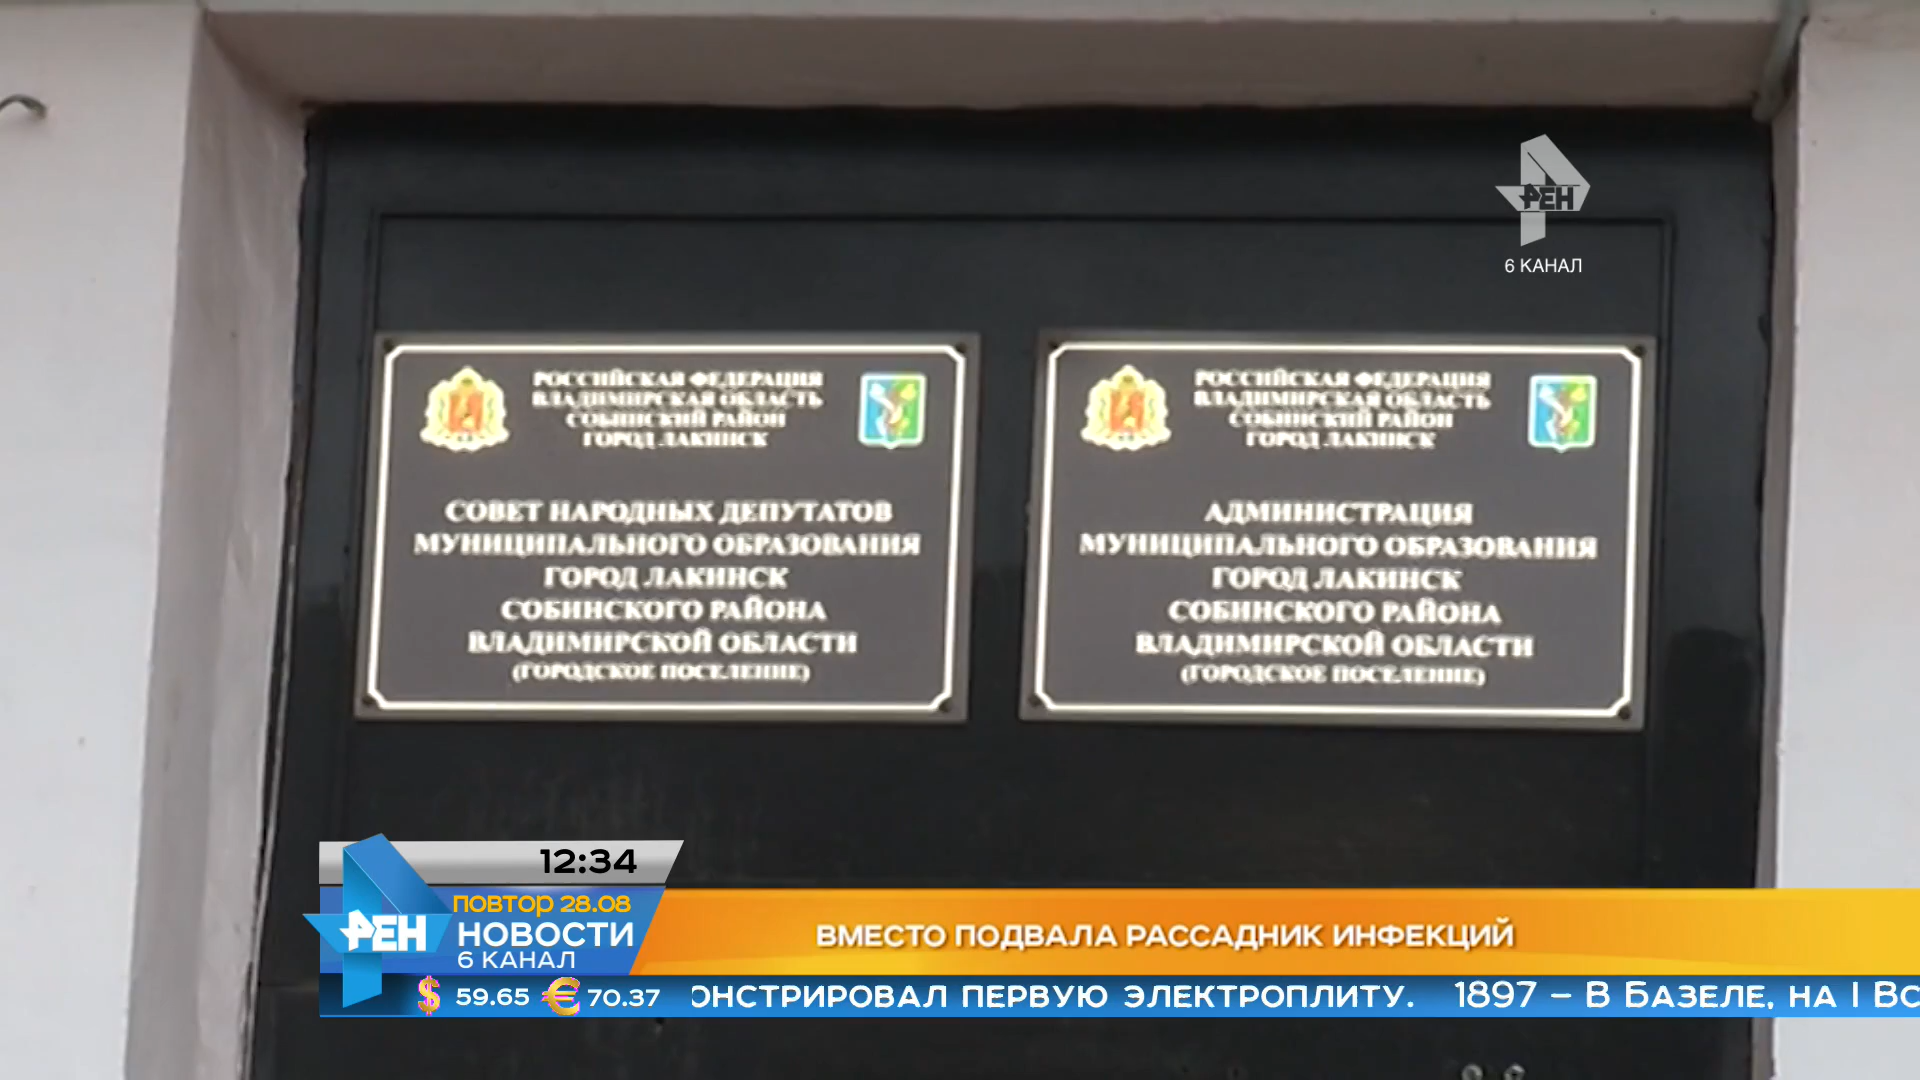 РЕН
6 КАНАЛ
РОССИЙСКАЯ ФЕДЕРАЦИЯ
ВЛАДИМИРСКАЯ ОБЛАСТЬ
СОБИНСКИЙ РАЙОН
ГОРОД ЛАКИНСК
СОВЕТ НАРОДНЫХ ДЕПУТАТОВ
МУНИЦИПАЛЬНОГО ОБРАЗОВАНИЯ
ГОРОД ЛАКИНСК
СОБИНСКОГО РАЙОНА
ВЛАДИМИРСКОЙ ОБЛАСТИ
(ГОРОДСКОЕ ПОСЕЛЕНИЕ)
РОССИЙСКАЯ ФЕДЕРАЦИЯ
ВЛАДИМИРСКАЯ ОБЛАСТЬ
СОБИНСКИЙ РАЙОН
ГОРОД ЛАКИНСК
АДМИНИСТРАЦИЯ
МУНИЦИПАЛЬНОГО ОБРАЗОВАНИЯ
ГОРОД ЛАКИНСК
СОБИНСКОГО РАЙОНА
ВЛАДИМИРСКОЙ ОБЛАСТИ
(ГОРОДСКОЕ ПОСЕЛЕНИЕ)
12:34
ПОВТОР 28.08
РЕН НОВОСТИ
6 КАНАЛ
ВМЕСТО ПОДВАЛА РАССАДНИК ИНФЕКЦИЙ
$ 59.65 € 70.37 ОНСТРИРОВАЛ ПЕРВУЮ ЭЛЕКТРОПЛИТУ. 1897 – В БАЗЕЛЕ, НА I ВС